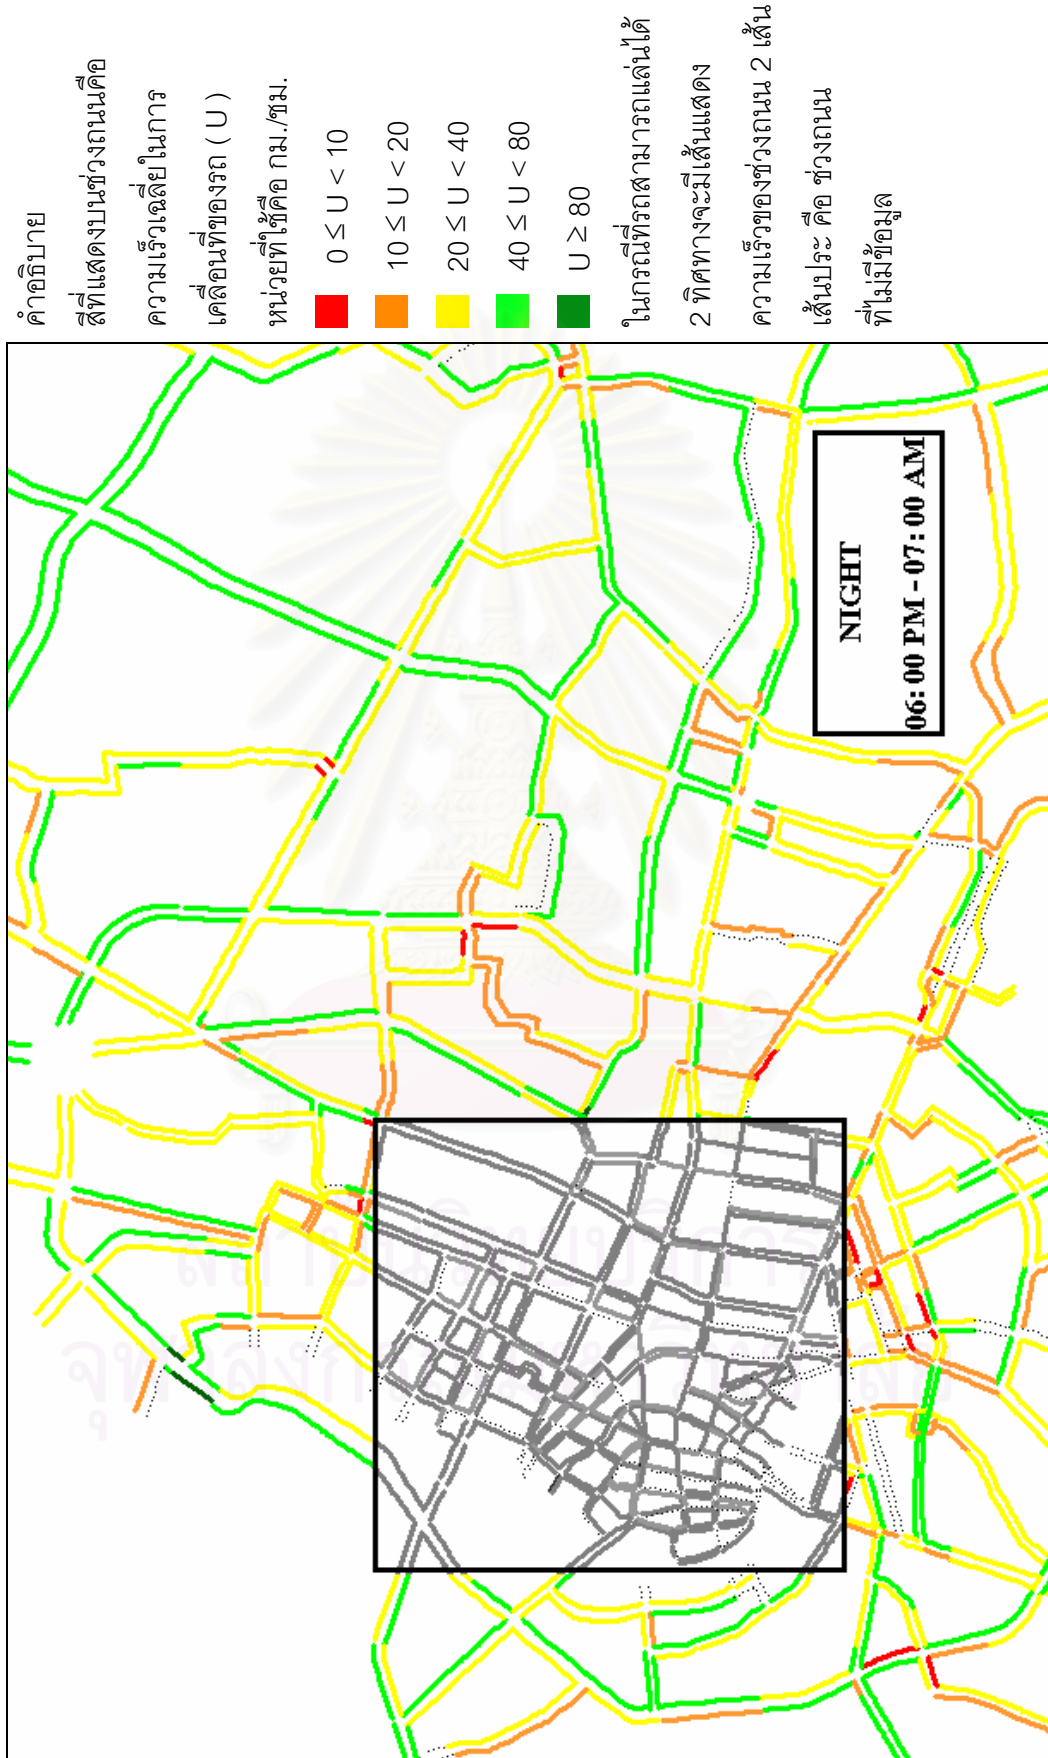 คำอธิบาย
สีที่แสดงบนช่วงถนนคือ
ความเร็วเฉลี่ยในการ
เคลื่อนที่ของรถ ( U )
หน่วยที่ใช้คือ กม./ชม.
0 ≤ U < 10
10 ≤ U < 20
20 ≤ U < 40
40 ≤ U < 80
U ≥ 80
ในกรณีที่รถสามารถแล่นได้
2 ทิศทางจะมีเส้นแสดง
ความเร็วของช่วงถนน 2 เส้น
เส้นประ คือ ช่วงถนน
ที่ไม่มีข้อมูล
NIGHT
06: 00 PM - 07: 00 AM